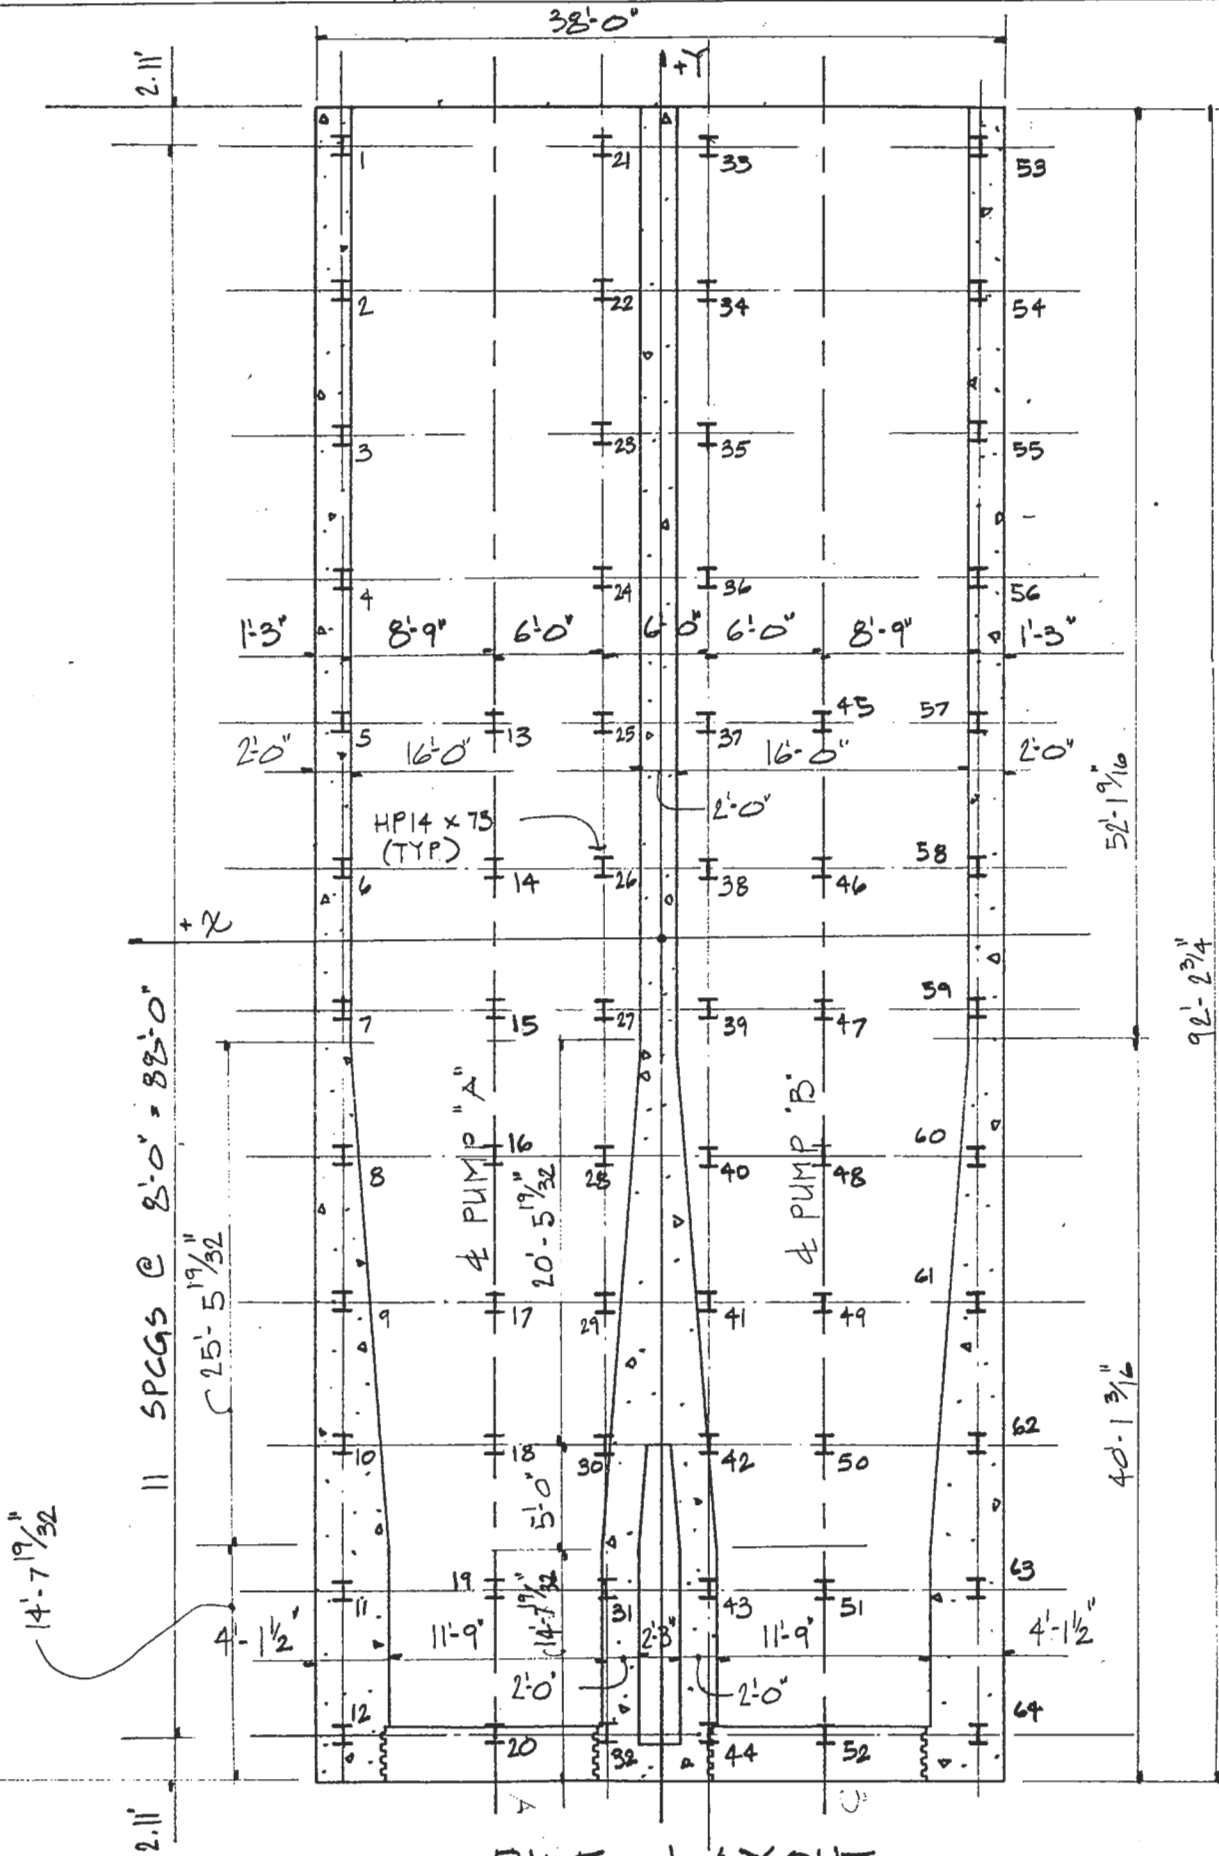 38'-0"
+Y
2.11'
1 21 33 53
2 22 34 54
3 23 35 55
4 24 36 56
1'-3" 8'-9" 6'-0" 6'-0" 6'-0" 8'-9" 1'-3"
5 13 25 37 45 57
2'-0" 16'-0" 16'-0" 2'-0"
2'-0"
HP14 x 73
(TYP.)
6 14 26 38 46 58
52'-1 9/16"
+X
92'-2 3/4"
7 15 27 39 47 59
11 SPCGS @ 8'-0" = 88'-0"
℄ PUMP "A"
℄ PUMP "B"
8 16 28 40 48 60
20'-5 19/32"
25'-5 19/32"
9 17 29 41 49 61
40'-1 3/16"
10 18 30 42 50 62
5'-0"
14'-7 19/32"
11 19 31 43 51 63
14'-7 19/32"
4'-1 1/2" 11'-9" 2'-3" 11'-9" 4'-1 1/2"
2'-0" 2'-0"
12 20 32 44 52 64
2.11'
A